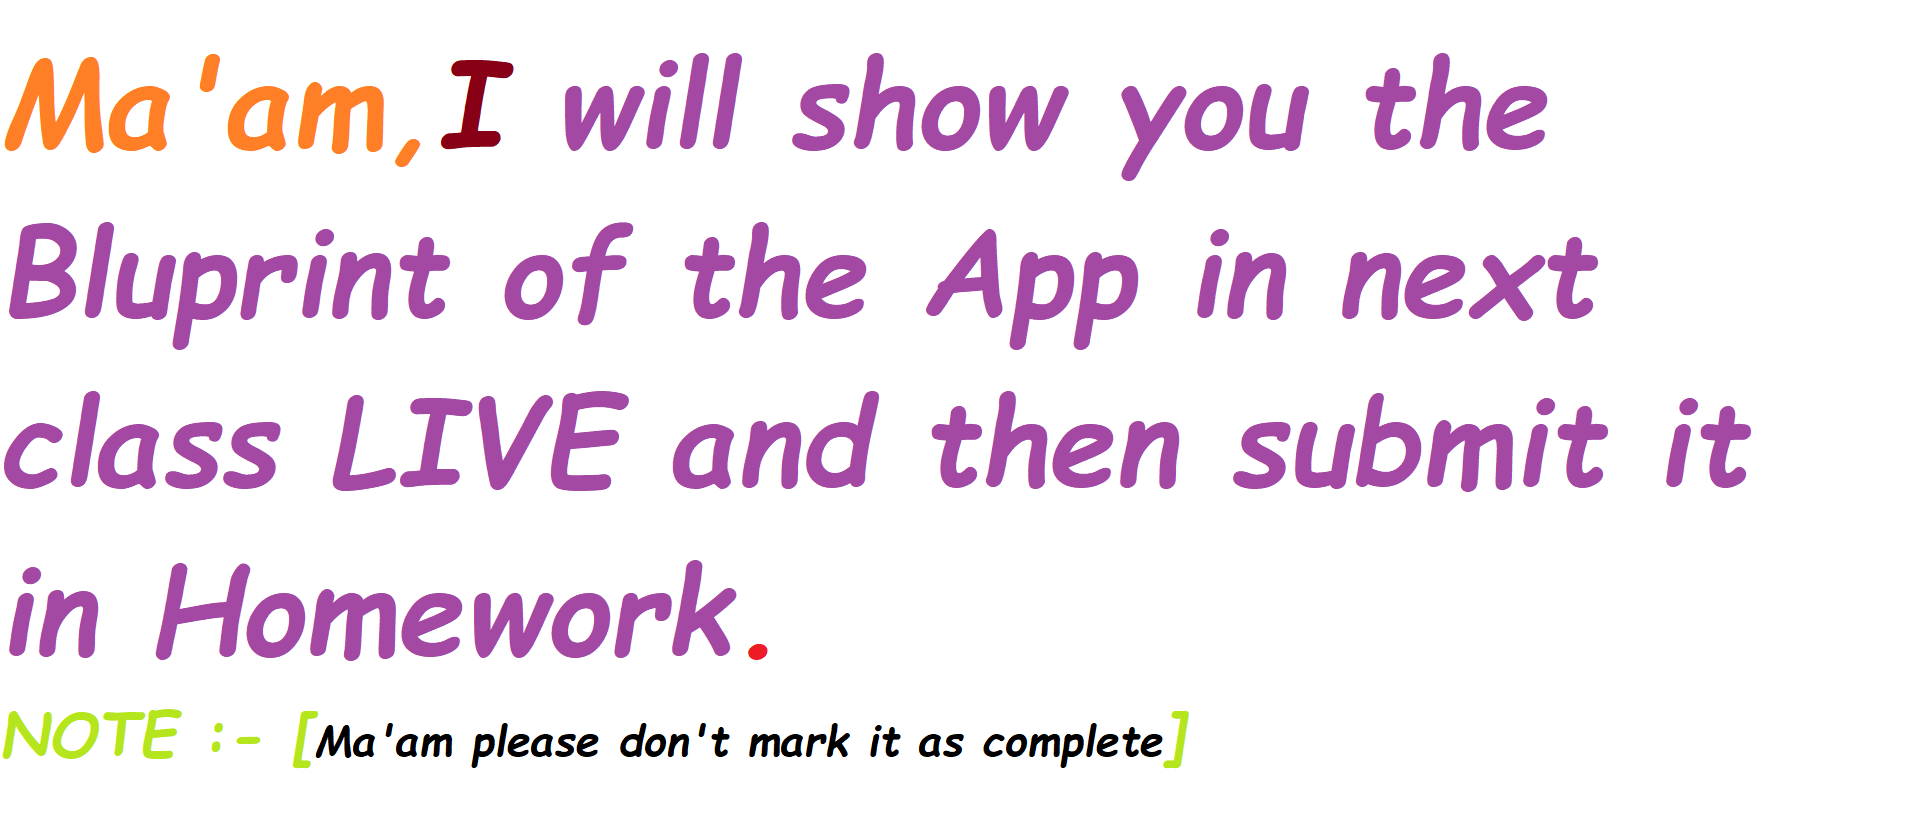 Ma'am,I will show you the
Bluprint of the App in next
class LIVE and then submit it
in Homework.
NOTE :- [Ma'am please don't mark it as complete]